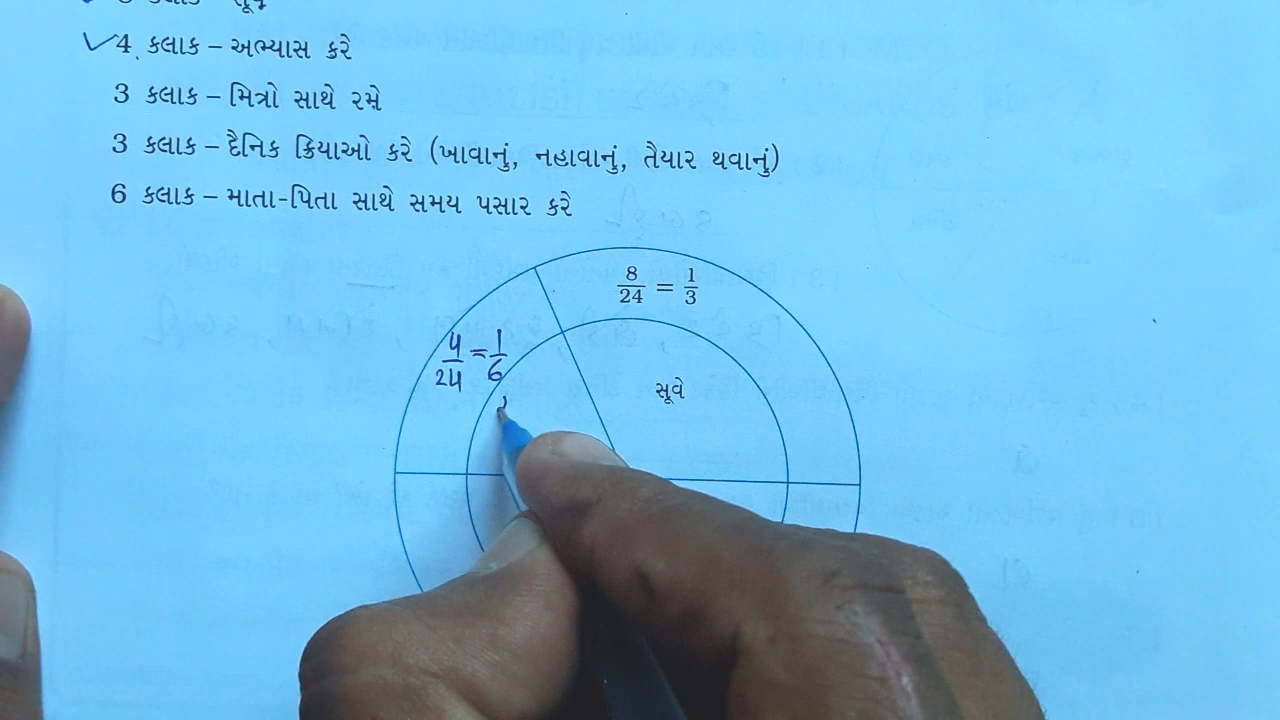 ✓4 કલાક – અભ્યાસ કરે
3 કલાક – મિત્રો સાથે રમે
3 કલાક – દૈનિક ક્રિયાઓ કરે (ખાવાનું, નહાવાનું, તૈયાર થવાનું)
6 કલાક – માતા-પિતા સાથે સમય પસાર કરે
8/24 = 1/3
4/24 = 1/6
સૂવે